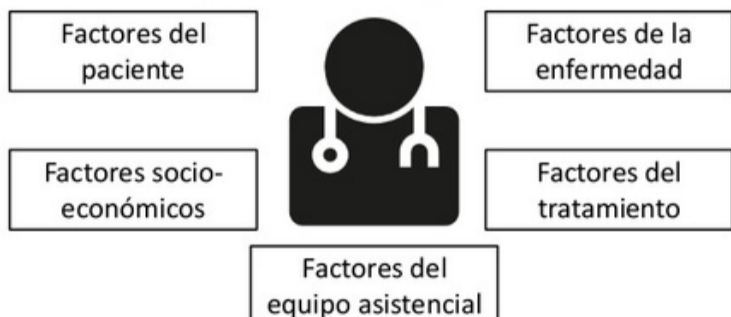 Factores del
paciente
Factores de la
enfermedad
Factores socio-
económicos
Factores del
tratamiento
Factores del
equipo asistencial